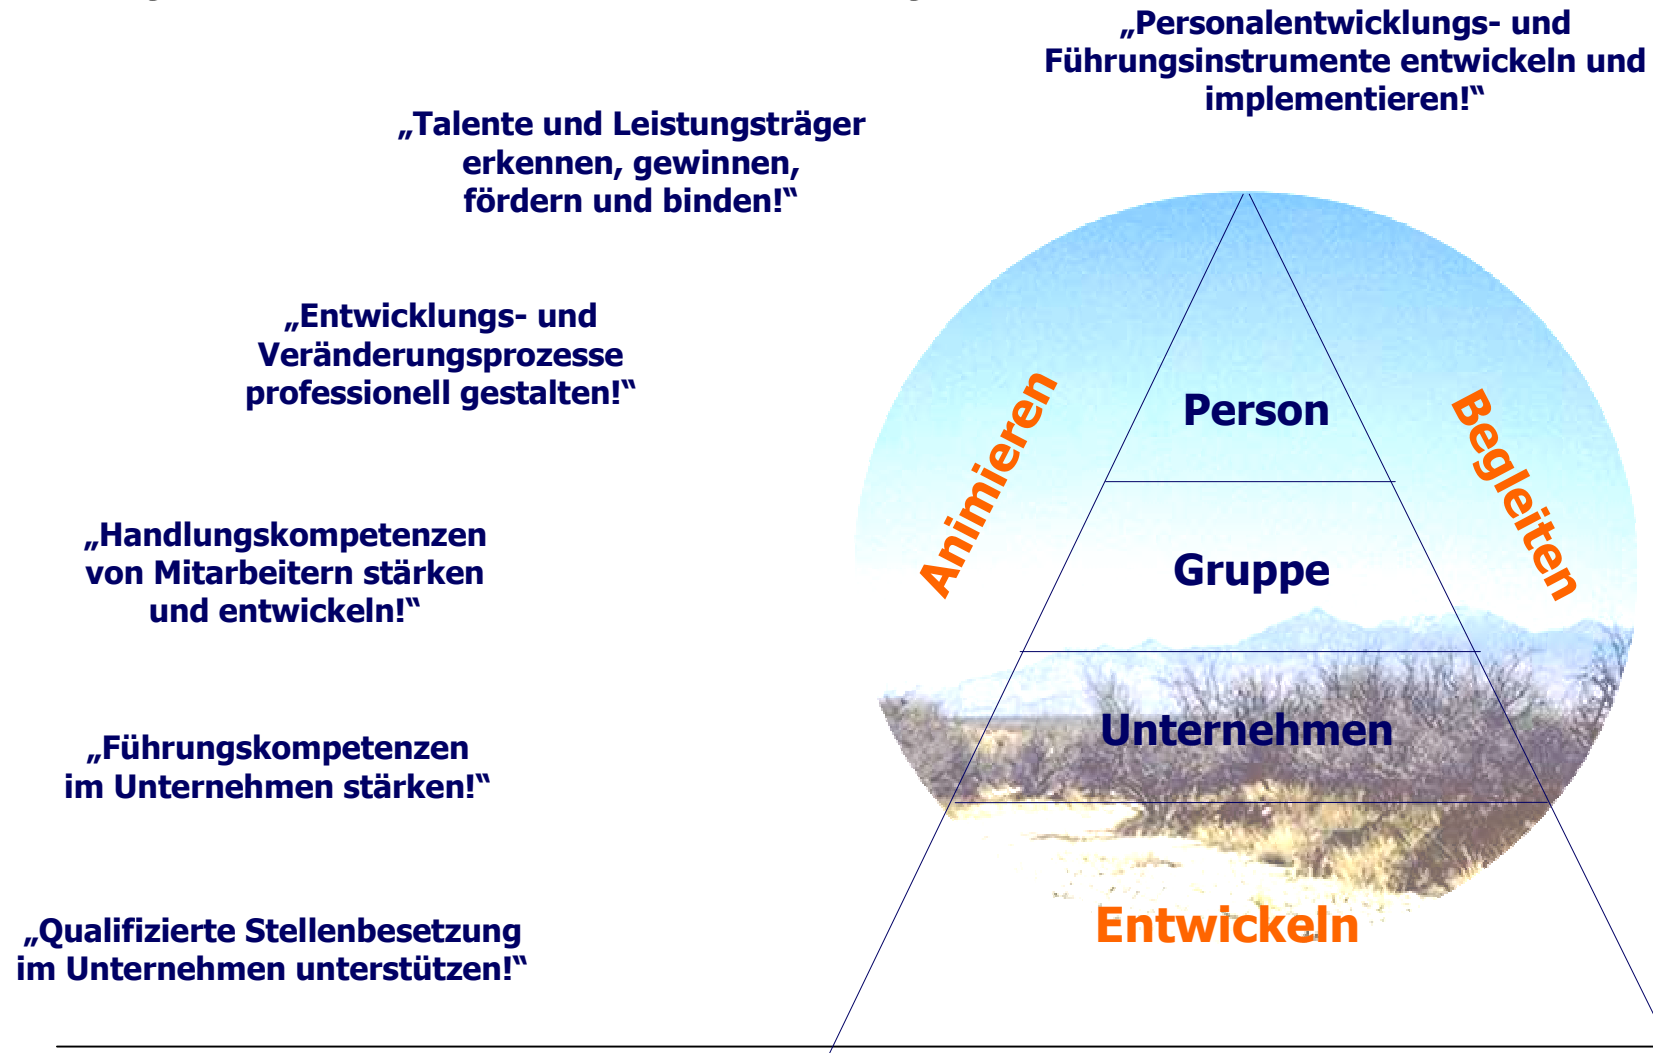 „Personalentwicklungs- und
Führungsinstrumente entwickeln und
implementieren!“
„Talente und Leistungsträger
erkennen, gewinnen,
fördern und binden!“
„Entwicklungs- und
Veränderungsprozesse
professionell gestalten!“
„Handlungskompetenzen
von Mitarbeitern stärken
und entwickeln!“
„Führungskompetenzen
im Unternehmen stärken!“
„Qualifizierte Stellenbesetzung
im Unternehmen unterstützen!“
Animieren
Person
Begleiten
Gruppe
Unternehmen
Entwickeln